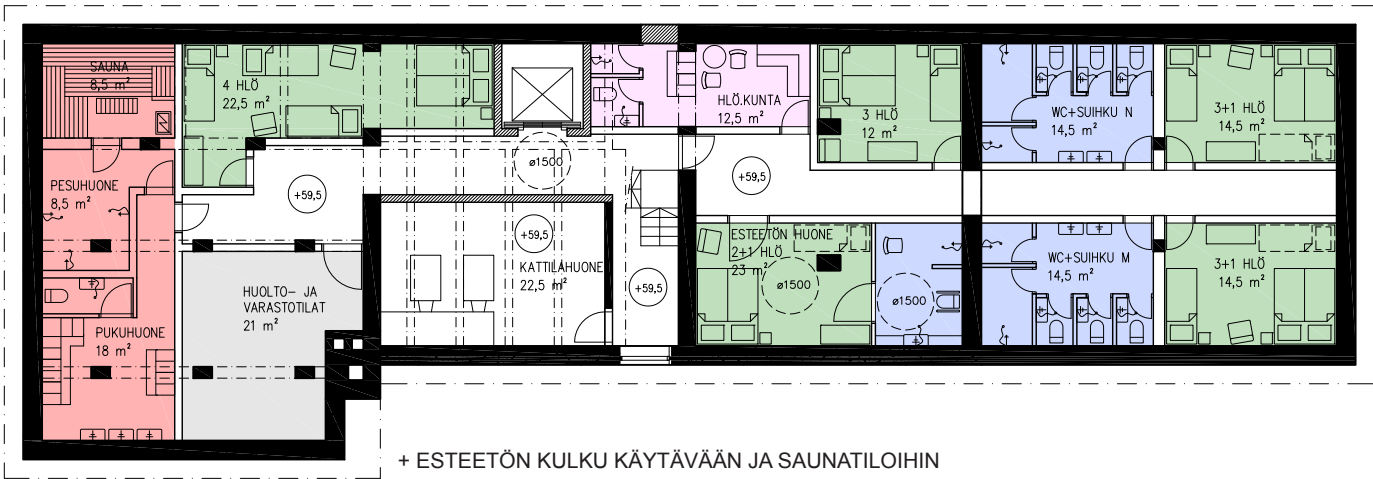 SAUNA
8,5 m²
4 HLÖ
22,5 m²
HLÖ.KUNTA
12,5 m²
3 HLÖ
12 m²
WC+SUIHKU N
14,5 m²
3+1 HLÖ
14,5 m²
PESUHUONE
8,5 m²
+59,5
ø1500
+59,5
+59,5
KATTILAHUONE
22,5 m²
+59,5
ESTEETÖN HUONE
2+1 HLÖ
23 m²
ø1500
ø1500
WC+SUIHKU M
14,5 m²
3+1 HLÖ
14,5 m²
HUOLTO- JA
VARASTOTILAT
21 m²
PUKUHUONE
18 m²
+ ESTEETÖN KULKU KÄYTÄVÄÄN JA SAUNATILOIHIN